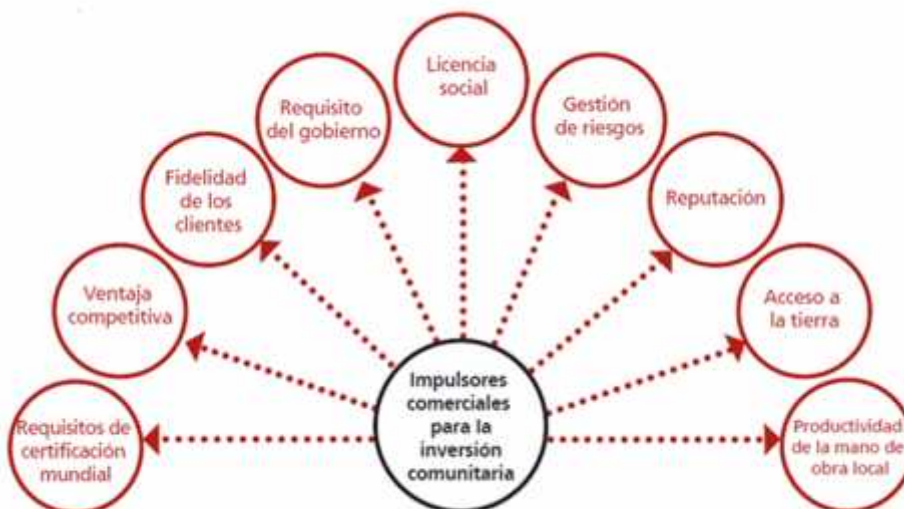 Licencia
social
Requisito
del gobierno
Gestión
de riesgos
Fidelidad
de los
clientes
Reputación
Ventaja
competitiva
Acceso a
la tierra
Impulsores
comerciales
para la
inversión
comunitaria
Requisitos de
certificación
mundial
Productividad
de la mano de
obra local